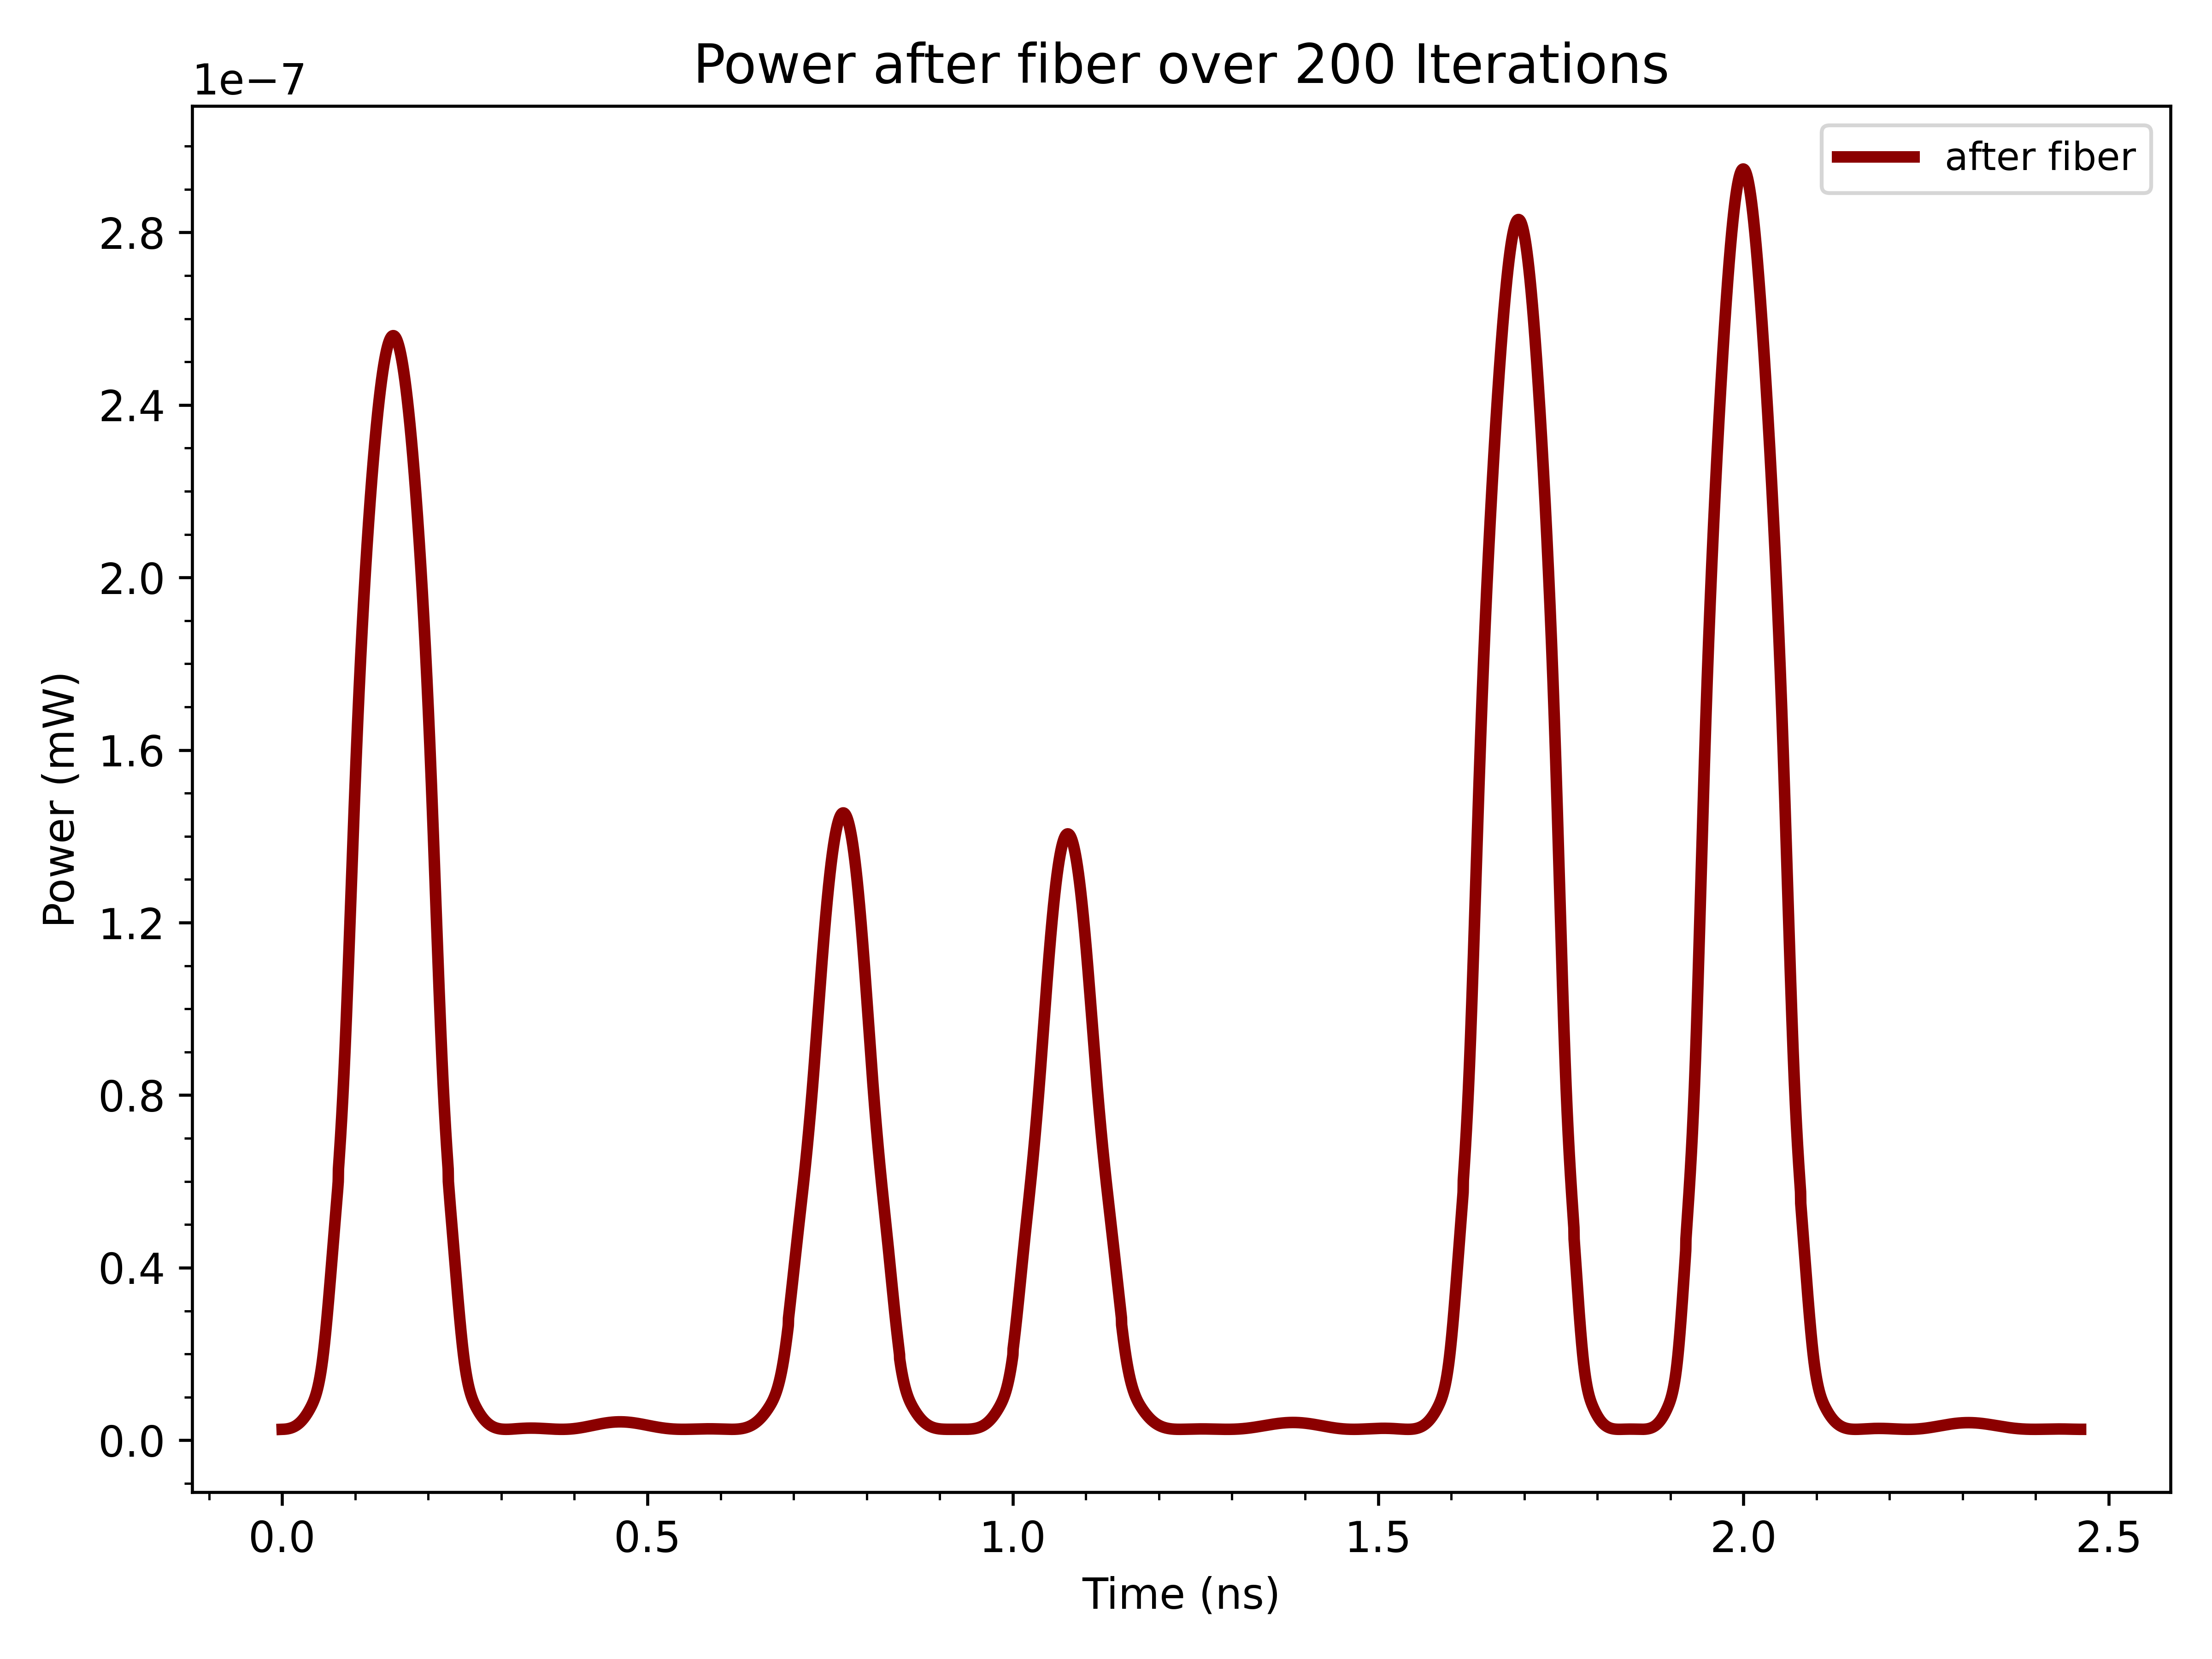 Power after fiber over 200 Iterations
1e−7
after fiber
2.8
2.4
2.0
1.6
1.2
0.8
0.4
0.0
Power (mW)
0.0 0.5 1.0 1.5 2.0 2.5
Time (ns)